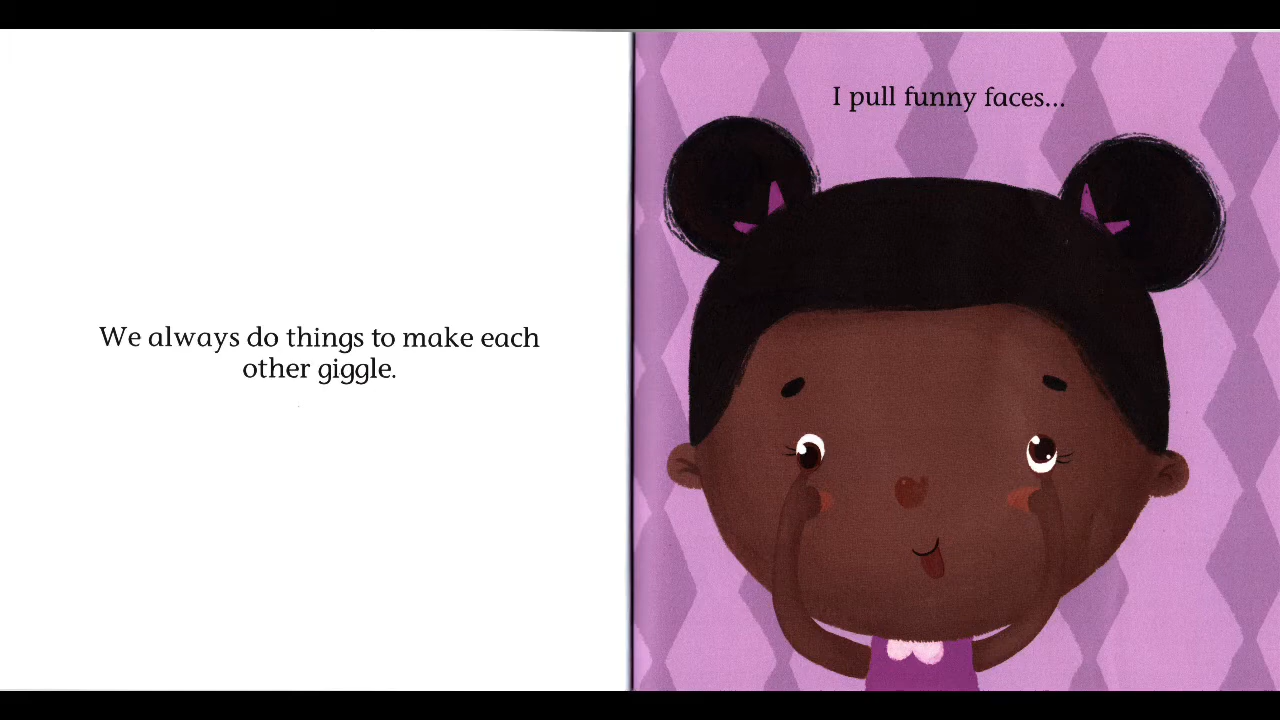 We always do things to make each
other giggle.
I pull funny faces...